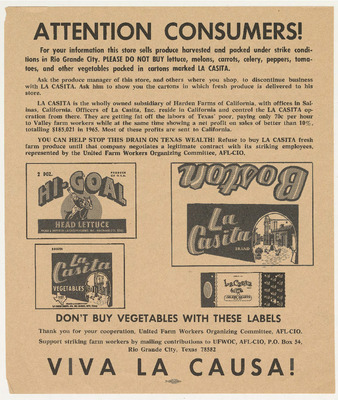 ATTENTION CONSUMERS!
For your information this store sells produce harvested and packed under strike condi-
tions in Rio Grande City. PLEASE DO NOT BUY lettuce, melons, carrots, celery, peppers, toma-
toes, and other vegetables packed in cartons marked LA CASITA.
Ask the produce manager of this store, and others where you shop, to discontinue business
with LA CASITA. Ask him to show you the cartons in which fresh produce is delivered to his
store.
LA CASITA is the wholly owned subsidiary of Harden Farms of California, with offices in Sal-
inas, California. Officers of La Casita, Inc. reside in California and control the LA CASITA op-
eration from there. They are getting fat off the labors of Texas' poor, paying only 70c per hour
to Valley farm workers while at the same time showing a net profit on sales of better than 10%,
totalling $185,021 in 1965. Most of these profits are sent to California.
YOU CAN HELP STOP THIS DRAIN ON TEXAS WEALTH! Refuse to buy LA CASITA fresh
farm produce until that company negotiates a legitimate contract with its striking employees,
represented by the United Farm Workers Organizing Committee, AFL-CIO.
2 DOZ.
HI-GOAL
HEAD LETTUCE
La Casita
VEGETABLES
Boxton
La
Casita
BRAND
La Casita
DON'T BUY VEGETABLES WITH THESE LABELS
Thank you for your cooperation, United Farm Workers Organizing Committee, AFL-CIO.
Support striking farm workers by mailing contributions to UFWOC, AFL-CIO, P.O. Box 54,
Rio Grande City, Texas 78582
VIVA LA CAUSA!